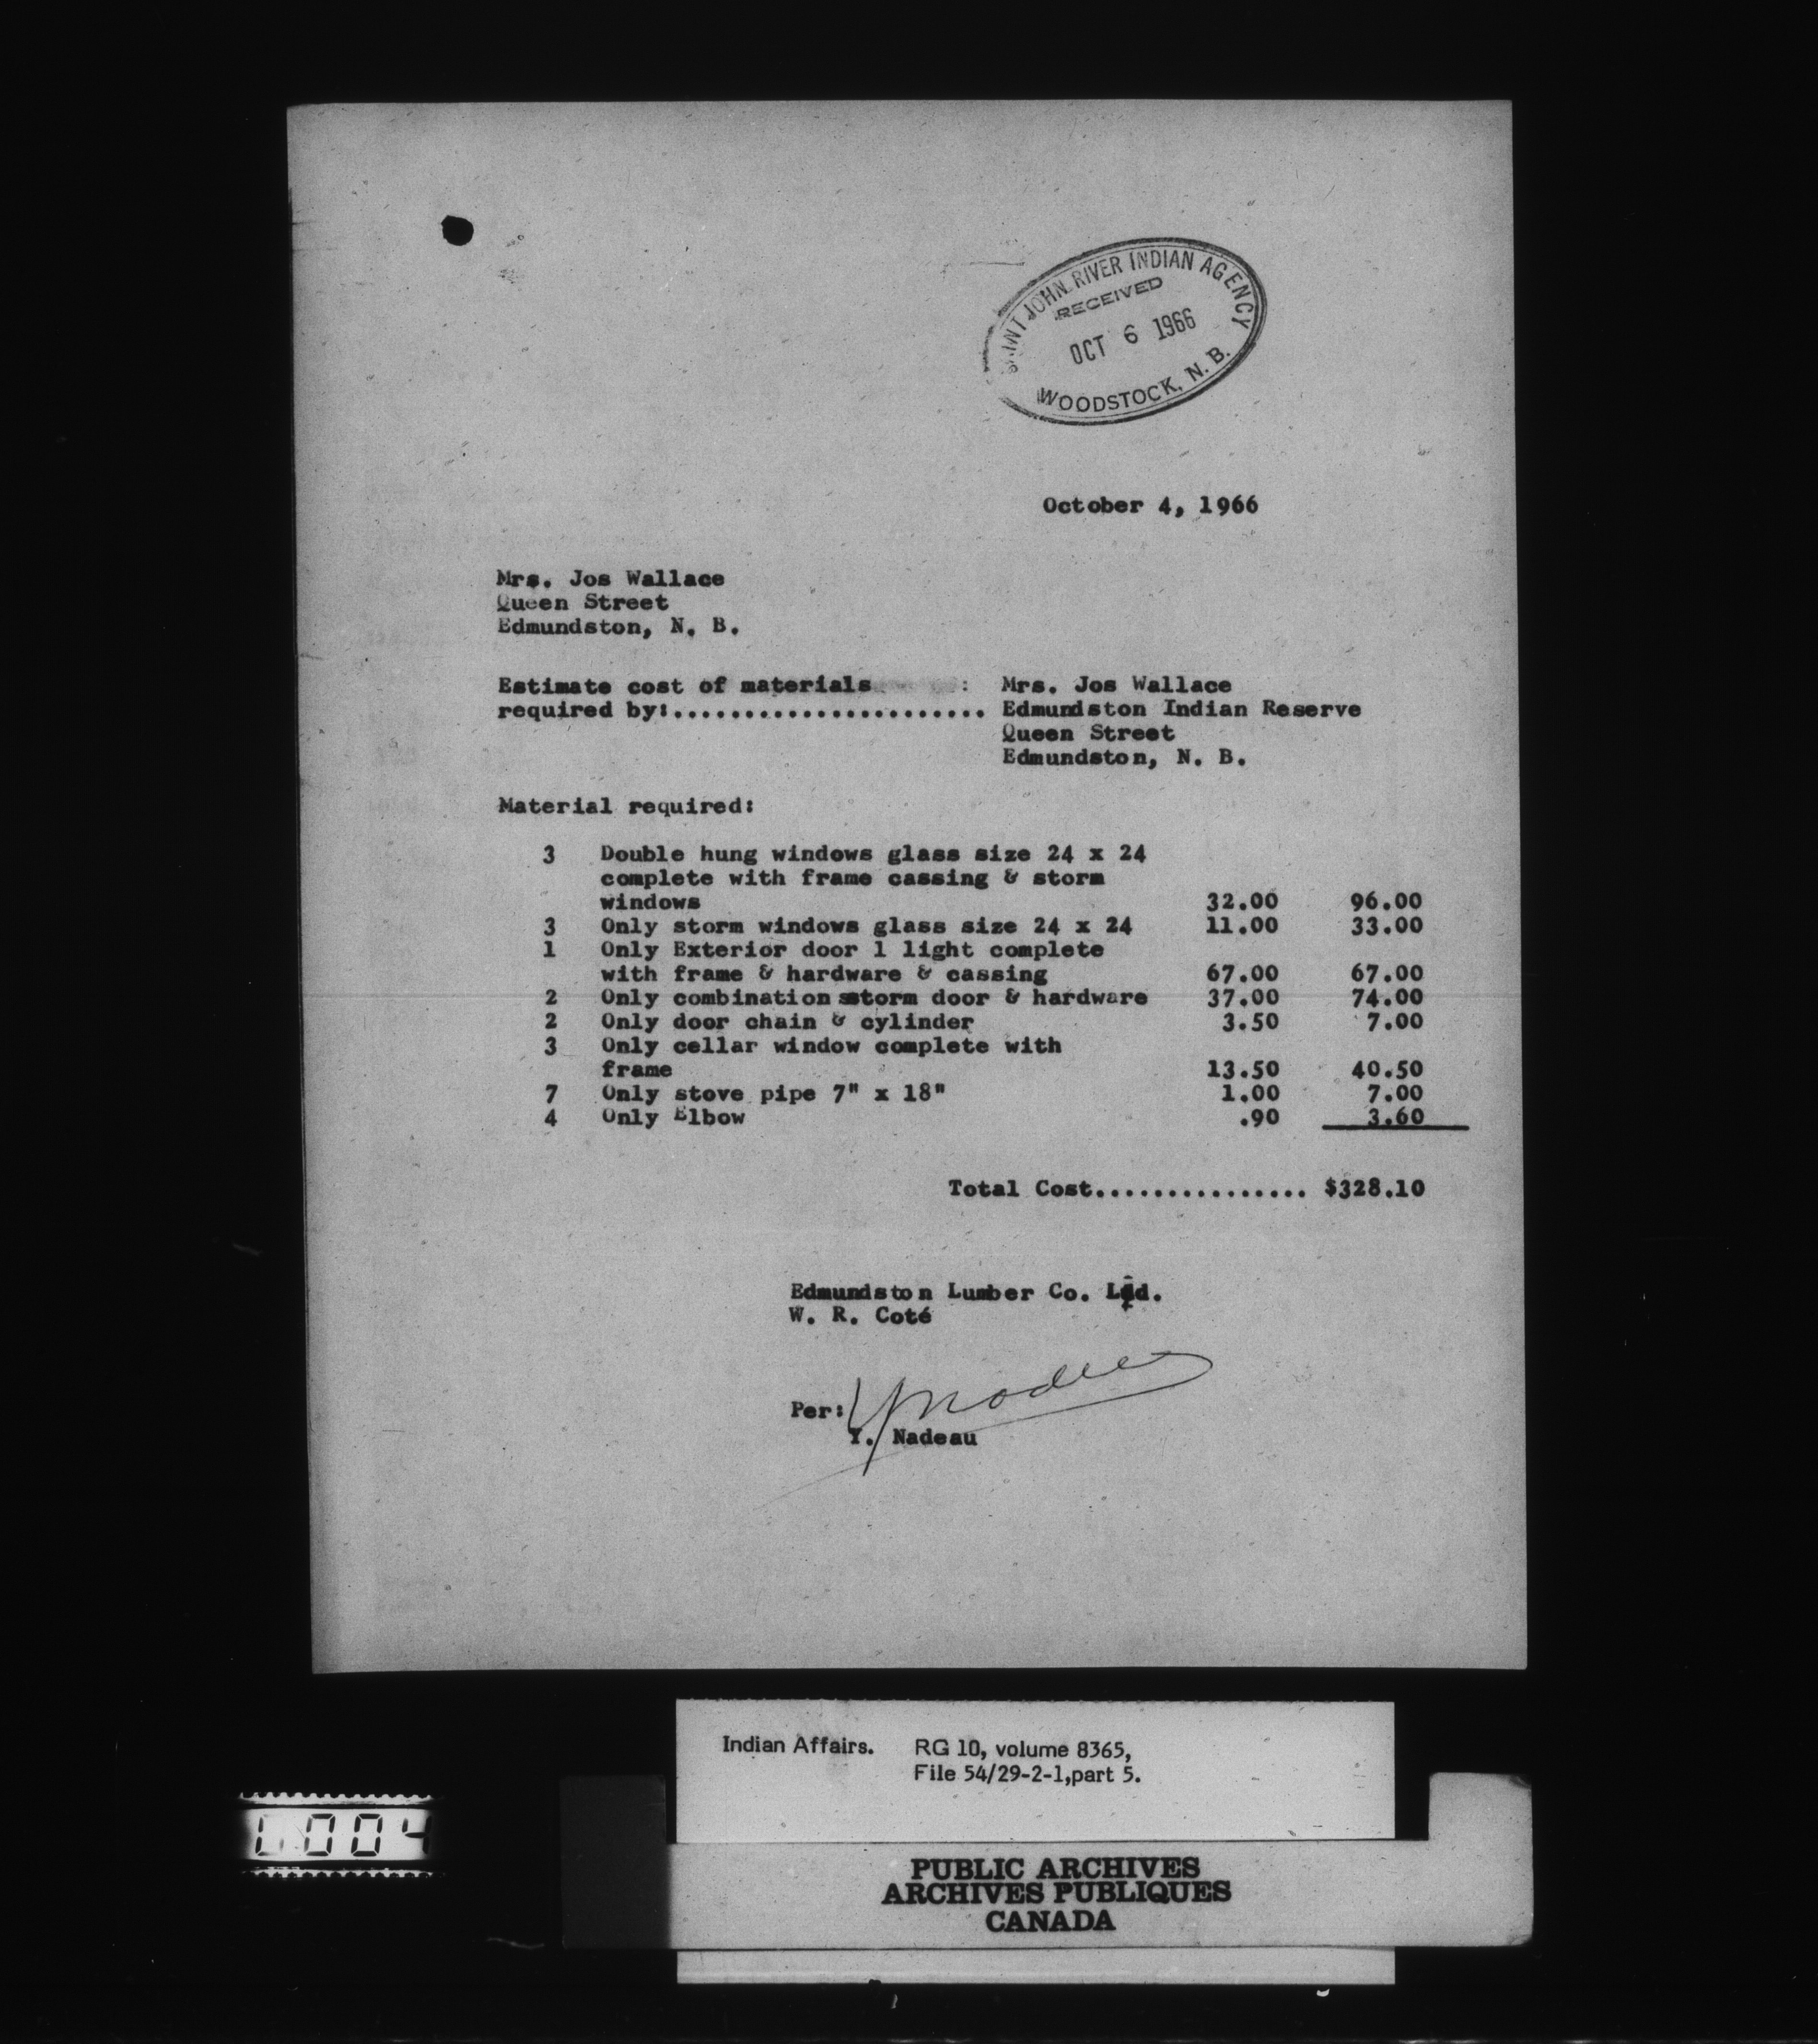 SAINT JOHN RIVER INDIAN AGENCY
RECEIVED
OCT 6 1966
WOODSTOCK, N. B.
October 4, 1966
Mrs. Jos Wallace
Queen Street
Edmundston, N. B.
Estimate cost of materials : Mrs. Jos Wallace
required by:...................... Edmundston Indian Reserve
Queen Street
Edmundston, N. B.
Material required:
3 Double hung windows glass size 24 x 24
complete with frame cassing & storm
windows 32.00 96.00
3 Only storm windows glass size 24 x 24 11.00 33.00
1 Only Exterior door 1 light complete
with frame & hardware & cassing 67.00 67.00
2 Only combination storm door & hardware 37.00 74.00
2 Only door chain & cylinder 3.50 7.00
3 Only cellar window complete with
frame 13.50 40.50
7 Only stove pipe 7" x 18" 1.00 7.00
4 Only Elbow .90 3.60
Total Cost............... $328.10
Edmundston Lumber Co. Ltd.
W. R. Coté
Per: Y Nadeau
Y. Nadeau
Indian Affairs. RG 10, volume 8365,
File 54/29-2-1,part 5.
0004
PUBLIC ARCHIVES
ARCHIVES PUBLIQUES
CANADA